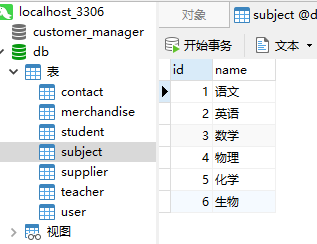 localhost_3306
customer_manager
db
表
contact
merchandise
student
subject
supplier
teacher
user
视图
对象
subject @d
开始事务
文本
id name
1 语文
2 英语
3 数学
4 物理
5 化学
6 生物